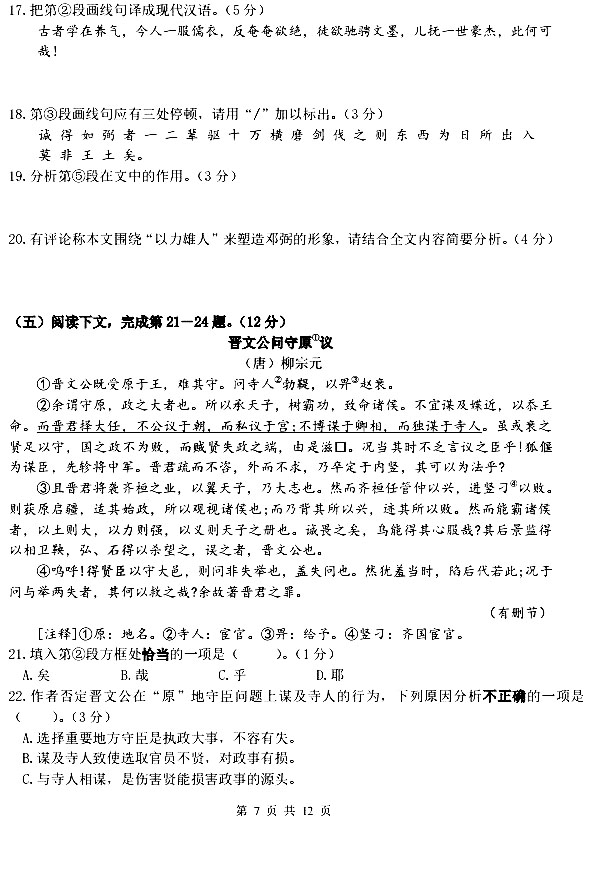 17.把第②段画线句译成现代汉语。(5分)
古者学在养气，今人一服儒衣，反奄奄欲绝，徒欲驰骋文墨，儿抚一世豪杰，此何可
哉！
18.第③段画线句应有三处停顿，请用“/”加以标出。(3分)
诚 得 如 弼 者 一 二 辈 驱 十 万 横 磨 剑 伐 之 则 东 西 为 日 所 出 入
莫 非 王 土 矣。
19.分析第⑤段在文中的作用。(3分)
20.有评论称本文围绕“以力雄人”来塑造邓弼的形象，请结合全文内容简要分析。(4分)
（五）阅读下文，完成第21—24题。(12分)
晋文公问守原①议
（唐）柳宗元
①晋文公既受原于王，难其守。问寺人②勃鞮，以畀③赵衰。
②余谓守原，政之大者也。所以承天子，树霸功，致命诸侯。不宜谋及媟近，以忝王
命。而晋君择大任，不公议于朝，而私议于宫；不博谋于卿相，而独谋于寺人。虽或衰之
贤足以守，国之政不为败，而贼贤失政之端，由是滋□。况当其时不乏言议之臣乎！狐偃
为谋臣，先轸将中军。晋君疏而不咨，外而不求，乃卒定于内竖，其可以为法乎？
③且晋君将袭齐桓之业，以翼天子，乃大志也。然而齐桓任管仲以兴，进竖刁④以败。
则获原启疆，适其始政，所以观视诸侯也；而乃背其所以兴，迹其所以败。然而能霸诸侯
者，以土则大，以力则强，以义则天子之册也。诚畏之矣，乌能得其心服哉？其后景监得
以相卫鞅，弘、石得以杀望之，误之者，晋文公也。
④呜呼！得贤臣以守大邑，则问非失举也，盖失问也。然犹羞当时，陷后代若此；况于
问与举两失者，其何以救之哉？余故著晋君之罪。
（有删节）
[注释]①原：地名。②寺人：宦官。③畀：给予。④竖刁：齐国宦官。
21.填入第②段方框处恰当的一项是（  ）。(1分)
A.矣 B.哉 C.乎 D.耶
22.作者否定晋文公在“原”地守臣问题上谋及寺人的行为，下列原因分析不正确的一项是
（  ）。(3分)
A.选择重要地方守臣是执政大事，不容有失。
B.谋及寺人致使选取官员不贤，对政事有损。
C.与寺人相谋，是伤害贤能损害政事的源头。
第 7 页 共 12 页